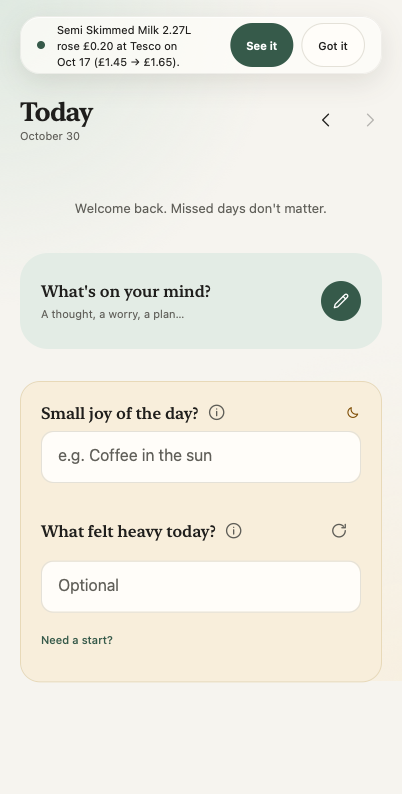 Semi Skimmed Milk 2.27L
rose £0.20 at Tesco on
Oct 17 (£1.45 → £1.65).
See it
Got it
Today
October 30
Welcome back. Missed days don't matter.
What's on your mind?
A thought, a worry, a plan...
Small joy of the day?
e.g. Coffee in the sun
What felt heavy today?
Optional
Need a start?